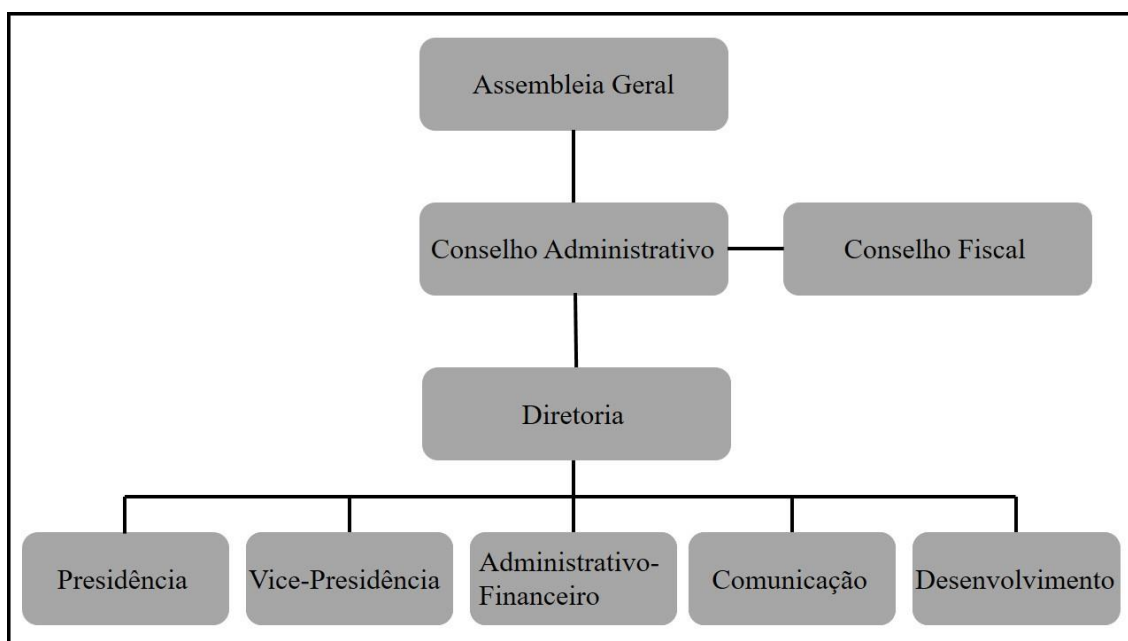 Assembleia Geral
Conselho Administrativo
Conselho Fiscal
Diretoria
Presidência
Vice-Presidência
Administrativo-
Financeiro
Comunicação
Desenvolvimento